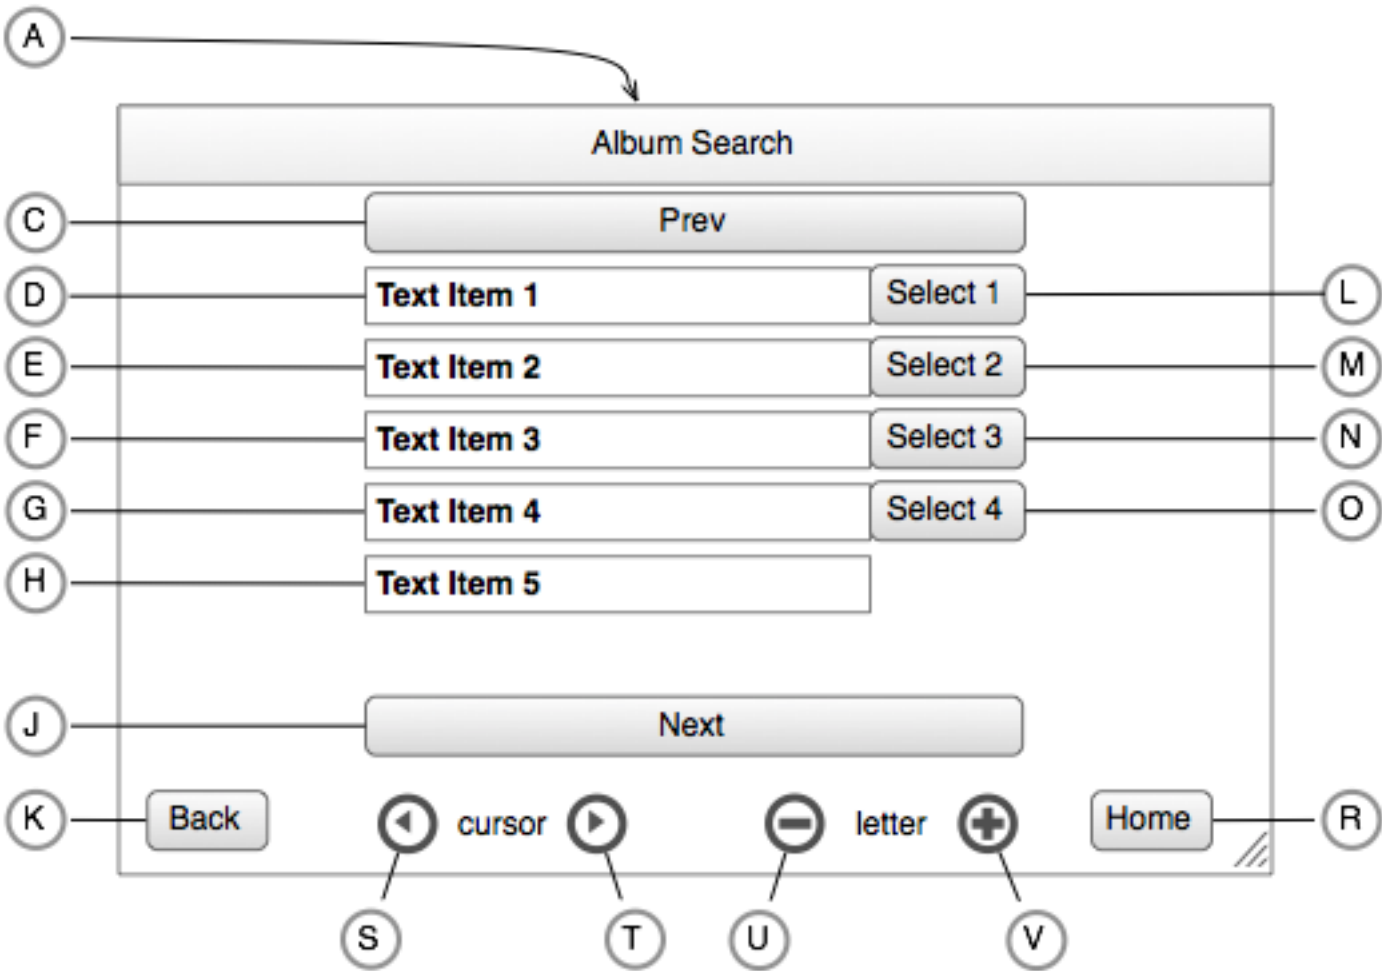 A
Album Search
C Prev
D Text Item 1 Select 1 L
E Text Item 2 Select 2 M
F Text Item 3 Select 3 N
G Text Item 4 Select 4 O
H Text Item 5
J Next
K Back cursor letter Home R
S T U V